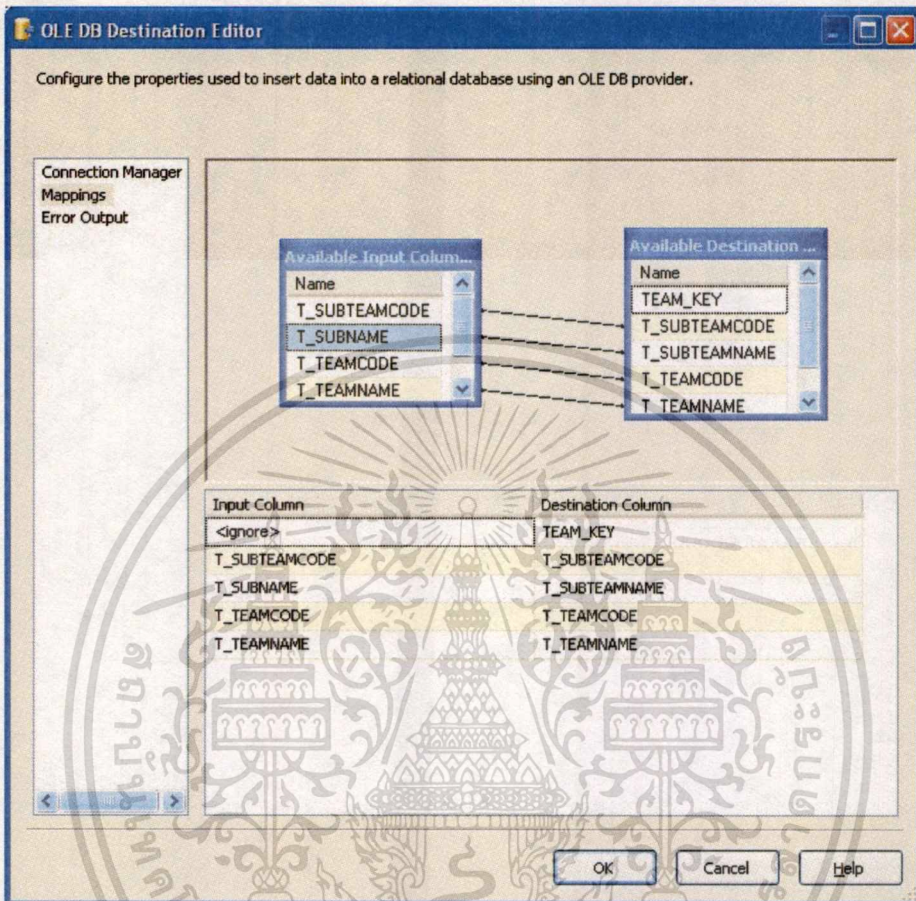 OLE DB Destination Editor
Configure the properties used to insert data into a relational database using an OLE DB provider.
Connection Manager
Mappings
Error Output
Available Input Colum...
Name
T_SUBTEAMCODE
T_SUBNAME
T_TEAMCODE
T_TEAMNAME
Available Destination ...
Name
TEAM_KEY
T_SUBTEAMCODE
T_SUBTEAMNAME
T_TEAMCODE
T_TEAMNAME
Input Column Destination Column
<ignore> TEAM_KEY
T_SUBTEAMCODE T_SUBTEAMCODE
T_SUBNAME T_SUBTEAMNAME
T_TEAMCODE T_TEAMCODE
T_TEAMNAME T_TEAMNAME
OK Cancel Help